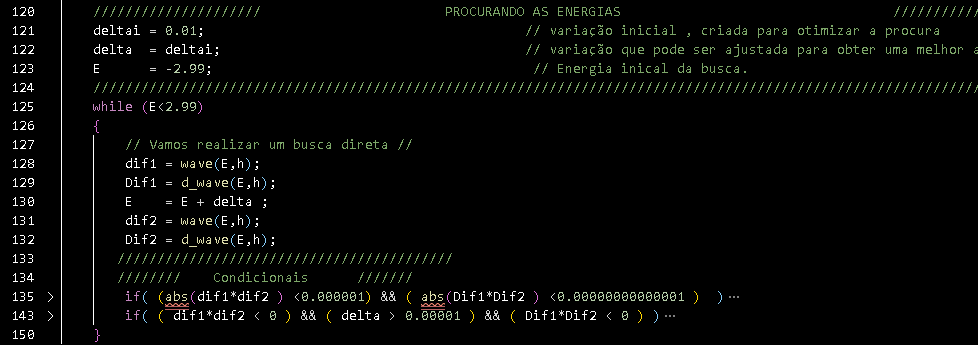 120 ///////////////////// PROCURANDO AS ENERGIAS ///////////
121 deltai = 0.01; // variação inicial , criada para otimizar a procura
122 delta = deltai; // variação que pode ser ajustada para obter uma melhor a
123 E = -2.99; // Energia inical da busca.
124 //////////////////////////////////////////////////////////////////////////////////////////////////////////////
125 while (E<2.99)
126 {
127 // Vamos realizar um busca direta //
128 dif1 = wave(E,h);
129 Dif1 = d_wave(E,h);
130 E = E + delta ;
131 dif2 = wave(E,h);
132 Dif2 = d_wave(E,h);
133 //////////////////////////////////////////
134 //////// Condicionais ///////
135 > if( (abs(dif1*dif2 ) <0.000001) && ( abs(Dif1*Dif2 ) <0.00000000000001 ) )···
143 > if( ( dif1*dif2 < 0 ) && ( delta > 0.00001 ) && ( Dif1*Dif2 < 0 ) )···
150 }